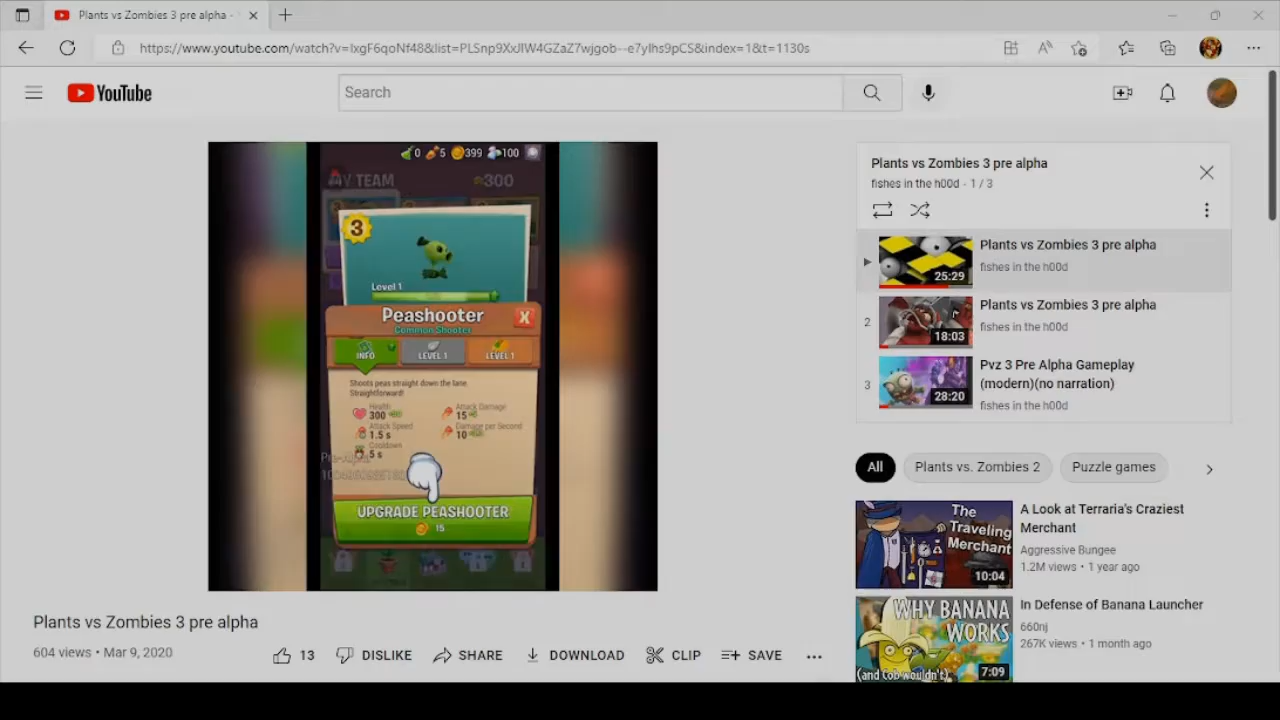 Plants vs Zombies 3 pre alpha -
https://www.youtube.com/watch?v=IxgF6qoNf48&list=PLSnp9XxJIW4GZaZ7wjgob--e7yIhs9pCS&index=1&t=1130s
YouTube
Search
0 5 399 100
MY TEAM 300
3
Level 1
Peashooter
Common Shooter
INFO LEVEL 1 LEVEL 1
Shoots peas straight down the lane.
Straightforward!
Health Attack Damage
300 15
Attack Speed Damage per Second
1.5 s 10
Cooldown
5 s
Pre-Alpha
UPGRADE PEASHOOTER
15
Plants vs Zombies 3 pre alpha
604 views • Mar 9, 2020
13 DISLIKE SHARE DOWNLOAD CLIP SAVE
Plants vs Zombies 3 pre alpha
fishes in the h00d - 1 / 3
Plants vs Zombies 3 pre alpha
fishes in the h00d
25:29
2
Plants vs Zombies 3 pre alpha
fishes in the h00d
18:03
3
Pvz 3 Pre Alpha Gameplay
(modern)(no narration)
fishes in the h00d
28:20
All Plants vs. Zombies 2 Puzzle games
The
Traveling
Merchant
10:04
A Look at Terraria's Craziest
Merchant
Aggressive Bungee
1.2M views • 1 year ago
WHY BANANA
WORKS
(and Cob wouldn't)
7:09
In Defense of Banana Launcher
660nj
267K views • 1 month ago